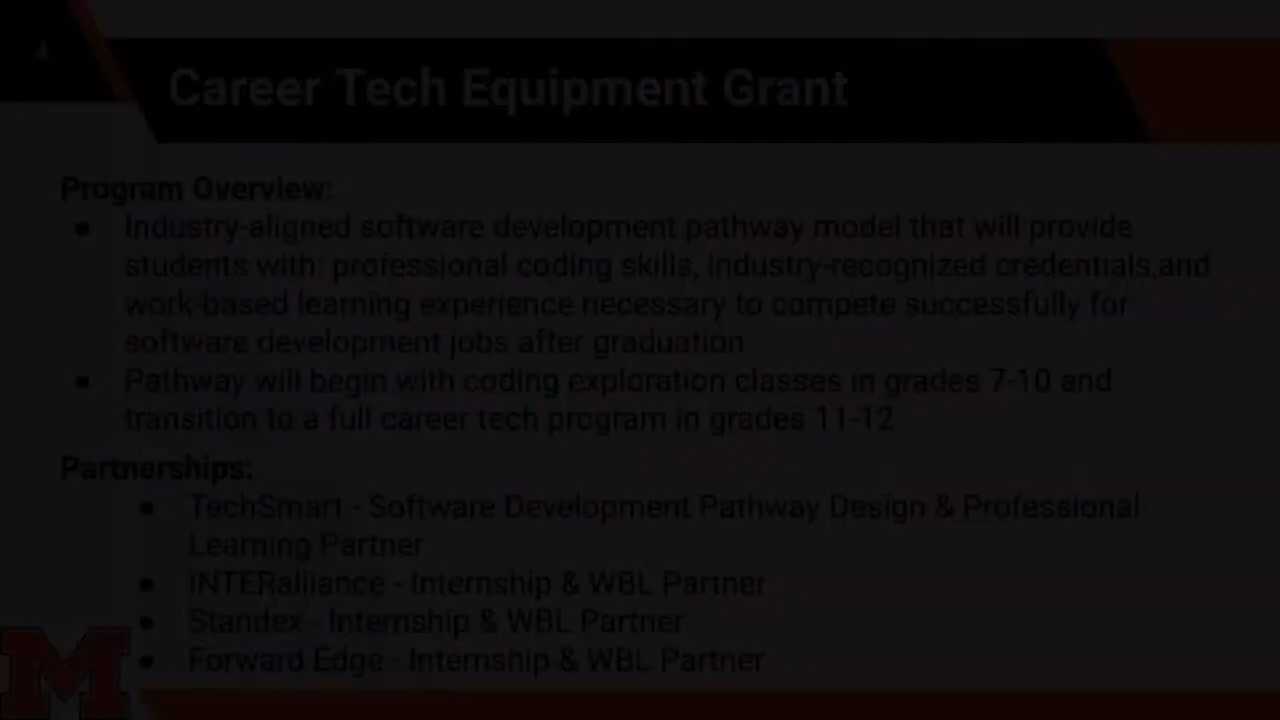 4
Career Tech Equipment Grant
Program Overview:
● Industry-aligned software development pathway model that will provide
students with: professional coding skills, industry-recognized credentials,and
work-based learning experience necessary to compete successfully for
software development jobs after graduation
● Pathway will begin with coding exploration classes in grades 7-10 and
transition to a full career tech program in grades 11-12
Partnerships:
● TechSmart - Software Development Pathway Design & Professional
Learning Partner
● INTERalliance - Internship & WBL Partner
● Standex - Internship & WBL Partner
● Forward Edge - Internship & WBL Partner
M